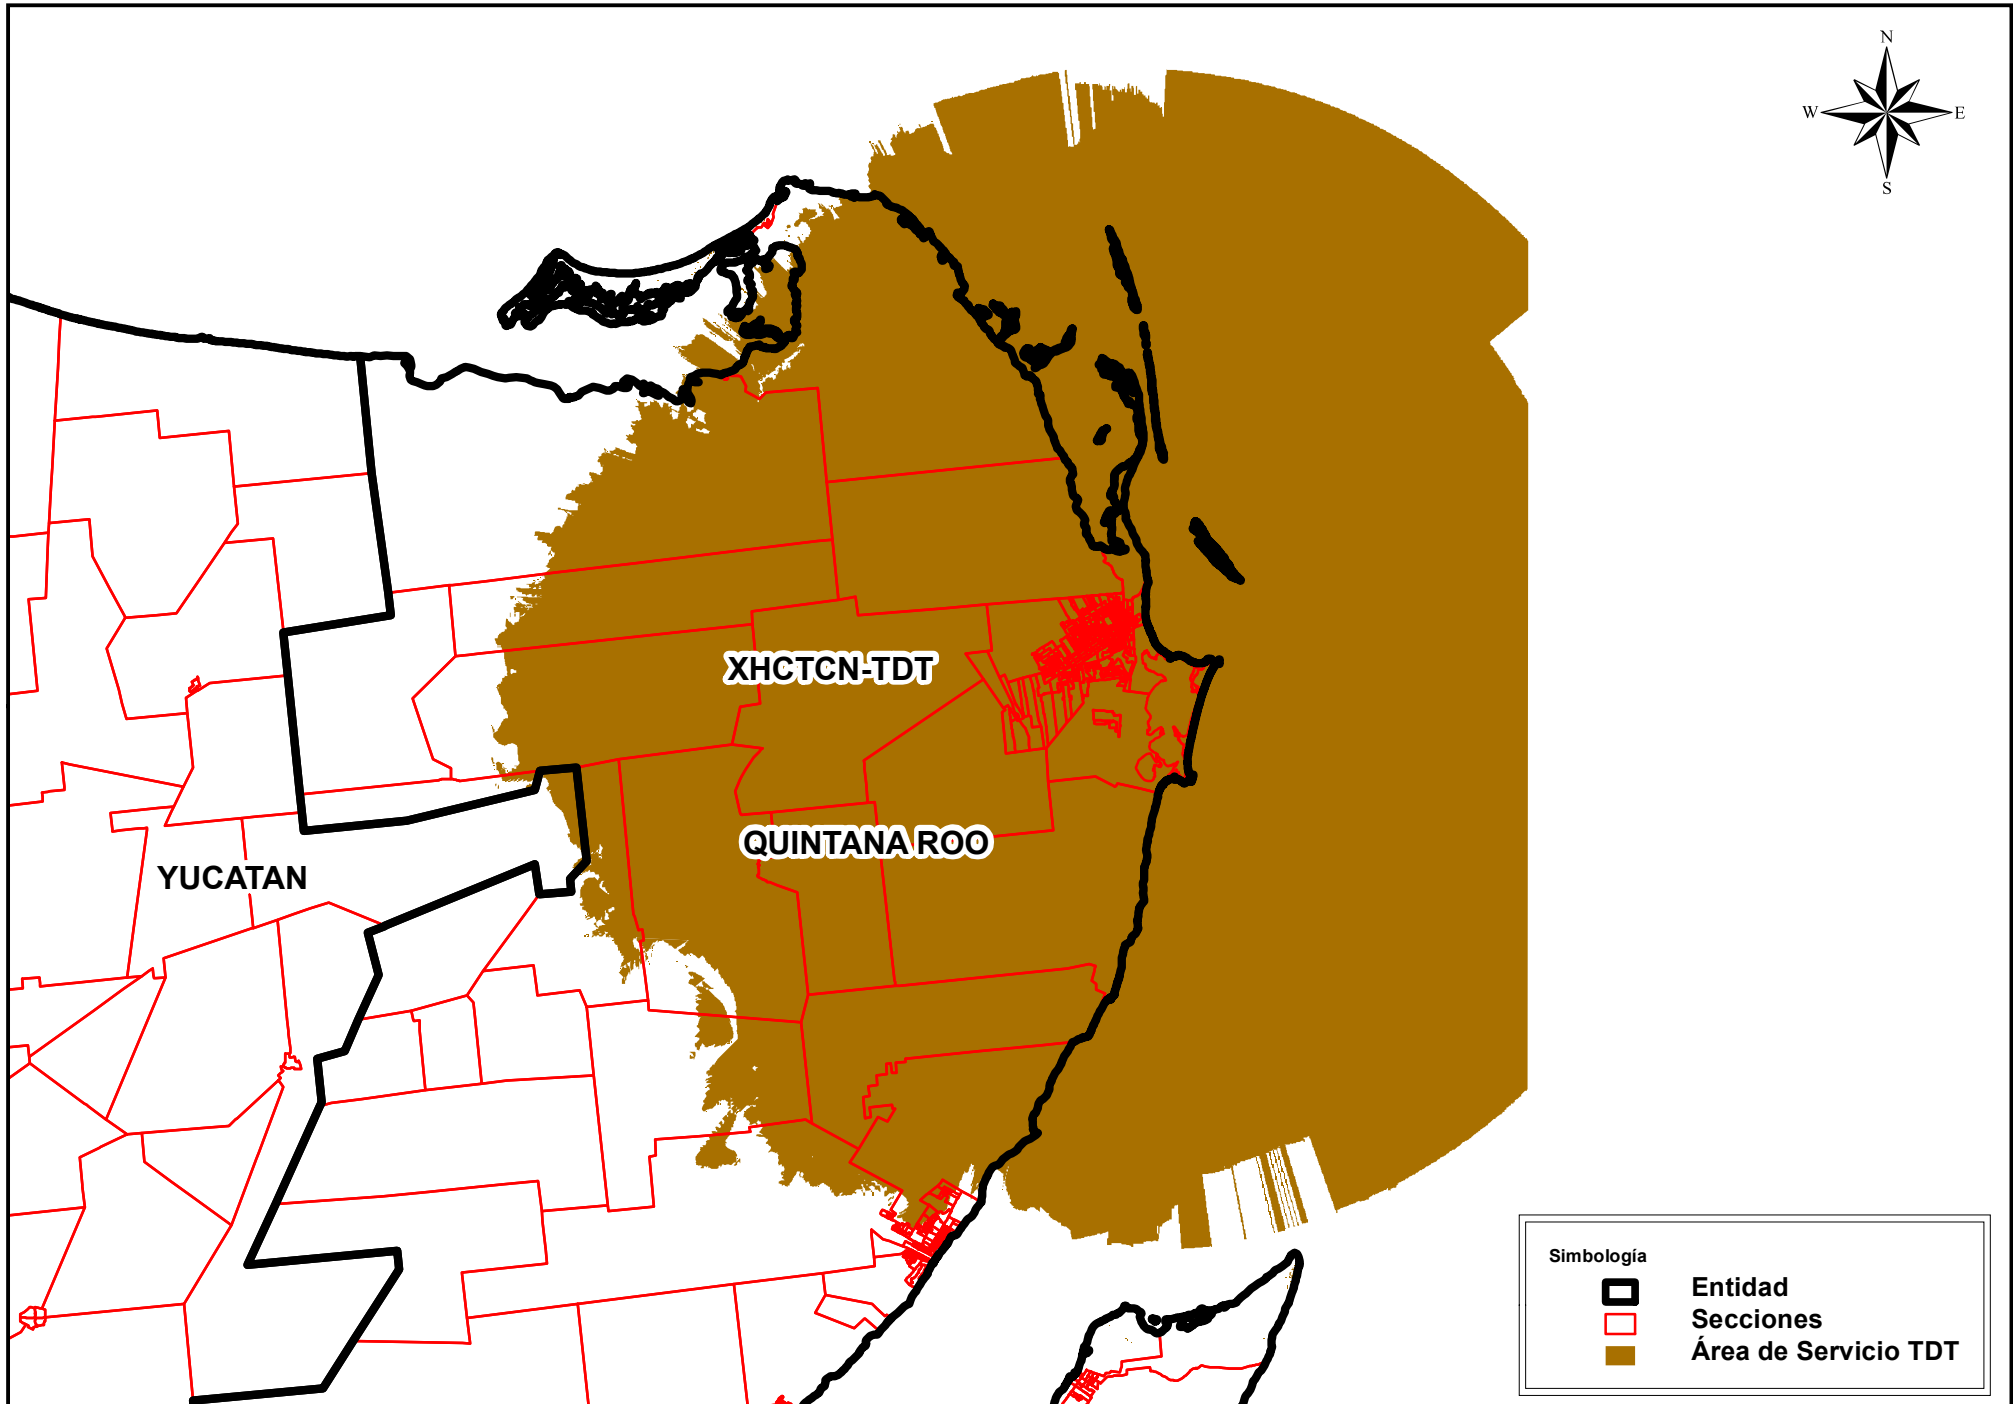 N
W E
S
XHCTCN-TDT
QUINTANA ROO
YUCATAN
Simbología
Entidad
Secciones
Área de Servicio TDT